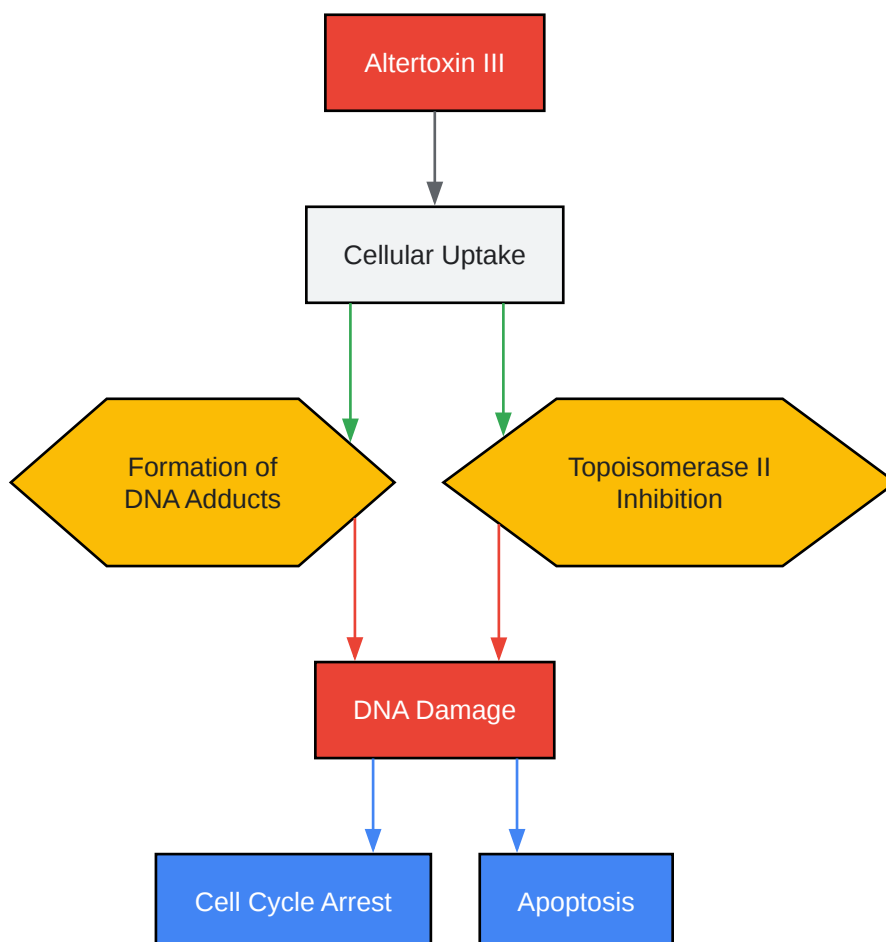 Altertoxin III
Cellular Uptake
Formation of
DNA Adducts
Topoisomerase II
Inhibition
DNA Damage
Cell Cycle Arrest
Apoptosis